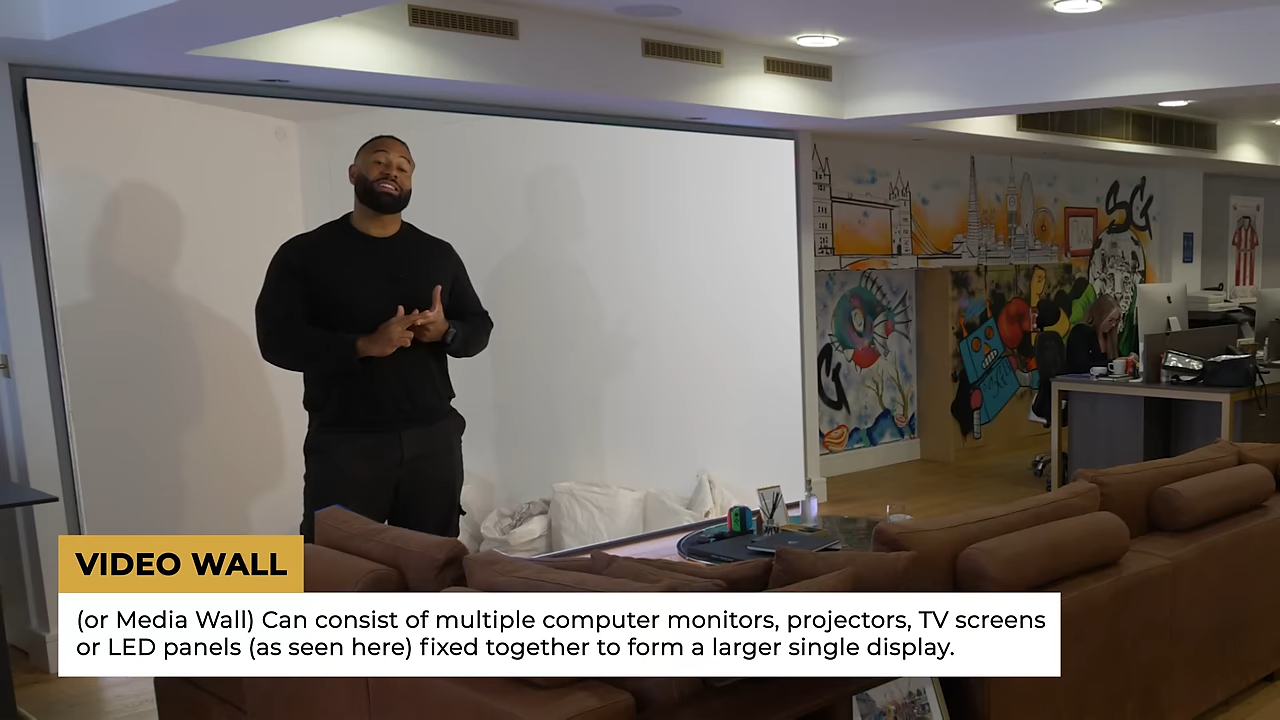 SG
G
VIDEO WALL
(or Media Wall) Can consist of multiple computer monitors, projectors, TV screens
or LED panels (as seen here) fixed together to form a larger single display.